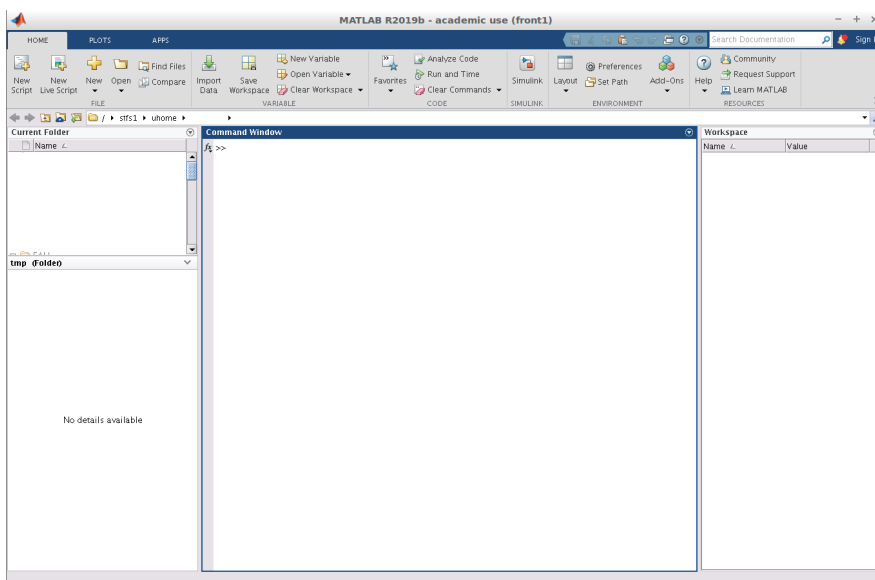 MATLAB R2019b - academic use (front1)
HOME PLOTS APPS
Search Documentation
Sign
New Script
New Live Script
New
Open
Find Files
Compare
FILE
Import Data
Save Workspace
New Variable
Open Variable
Clear Workspace
VARIABLE
Favorites
Analyze Code
Run and Time
Clear Commands
CODE
Simulink
SIMULINK
Layout
Preferences
Set Path
Add-Ons
ENVIRONMENT
Help
Community
Request Support
Learn MATLAB
RESOURCES
/ stfs1 uhome
Current Folder
Name
tmp (Folder)
No details available
Command Window
fx >>
Workspace
Name Value